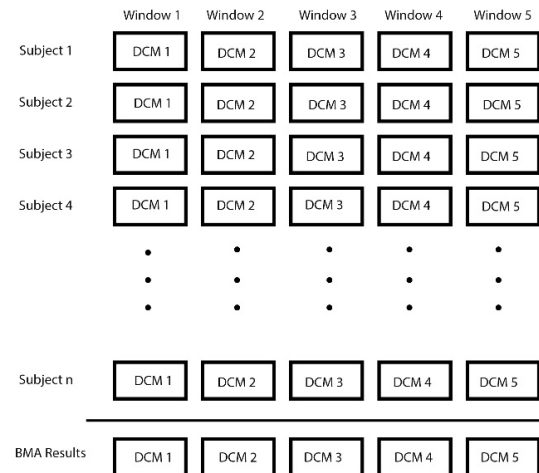 Window 1 Window 2 Window 3 Window 4 Window 5
Subject 1 DCM 1 DCM 2 DCM 3 DCM 4 DCM 5
Subject 2 DCM 1 DCM 2 DCM 3 DCM 4 DCM 5
Subject 3 DCM 1 DCM 2 DCM 3 DCM 4 DCM 5
Subject 4 DCM 1 DCM 2 DCM 3 DCM 4 DCM 5
Subject n DCM 1 DCM 2 DCM 3 DCM 4 DCM 5
BMA Results DCM 1 DCM 2 DCM 3 DCM 4 DCM 5